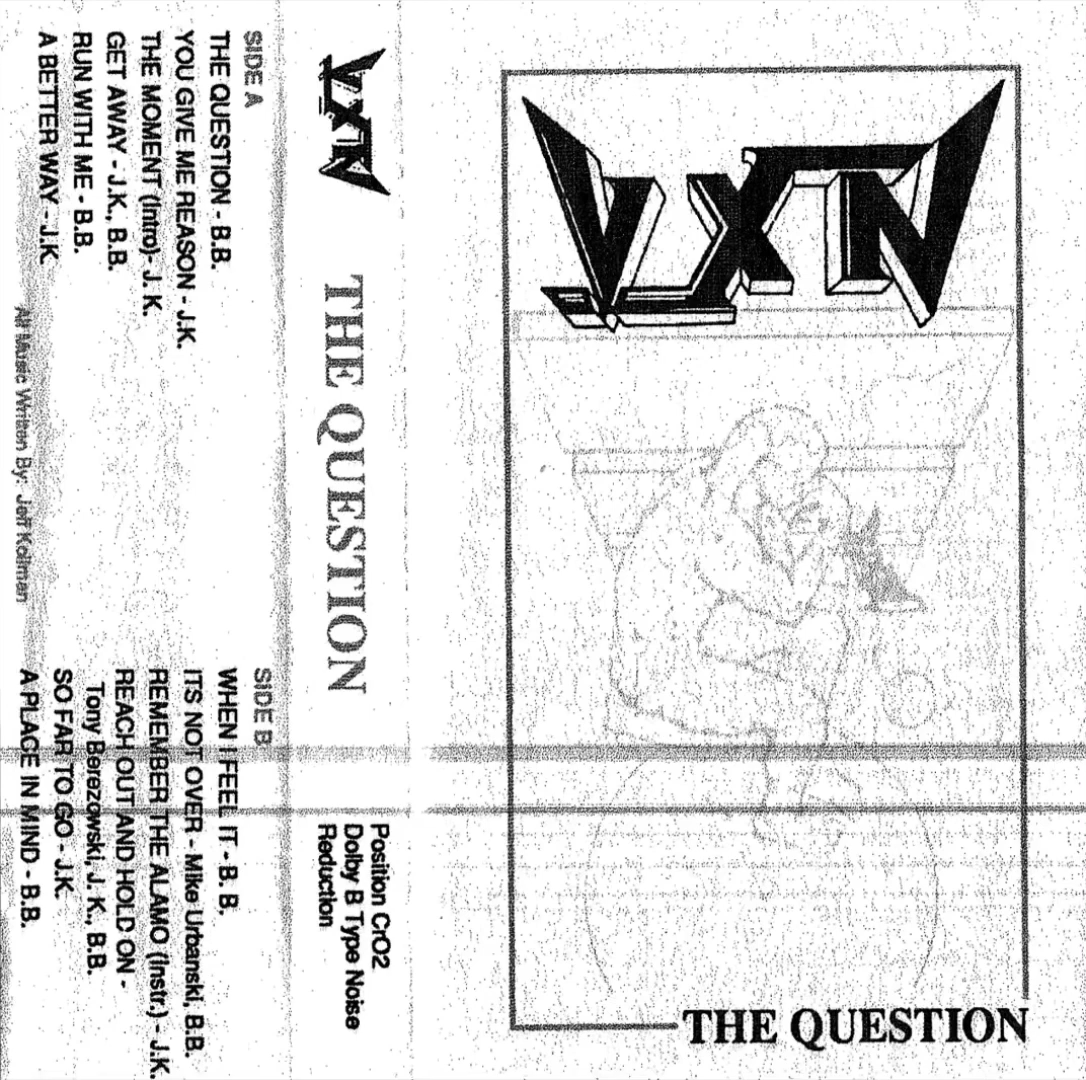 VXN
THE QUESTION
VXN
THE QUESTION
Position CrO2
Dolby B Type Noise
Reduction
SIDE A
THE QUESTION - B.B.
YOU GIVE ME REASON - J.K.
THE MOMENT (Intro)- J. K.
GET AWAY - J.K., B.B.
RUN WITH ME - B.B.
A BETTER WAY - J.K.
All Music Written By: Jeff Kollman
SIDE B
WHEN I FEEL IT - B. B.
ITS NOT OVER - Mike Urbanski, B.B.
REMEMBER THE ALAMO (Instr.) - J.K.
REACH OUT AND HOLD ON -
Tony Berezowski, J. K., B.B.
SO FAR TO GO - J.K.
A PLACE IN MIND - B.B.